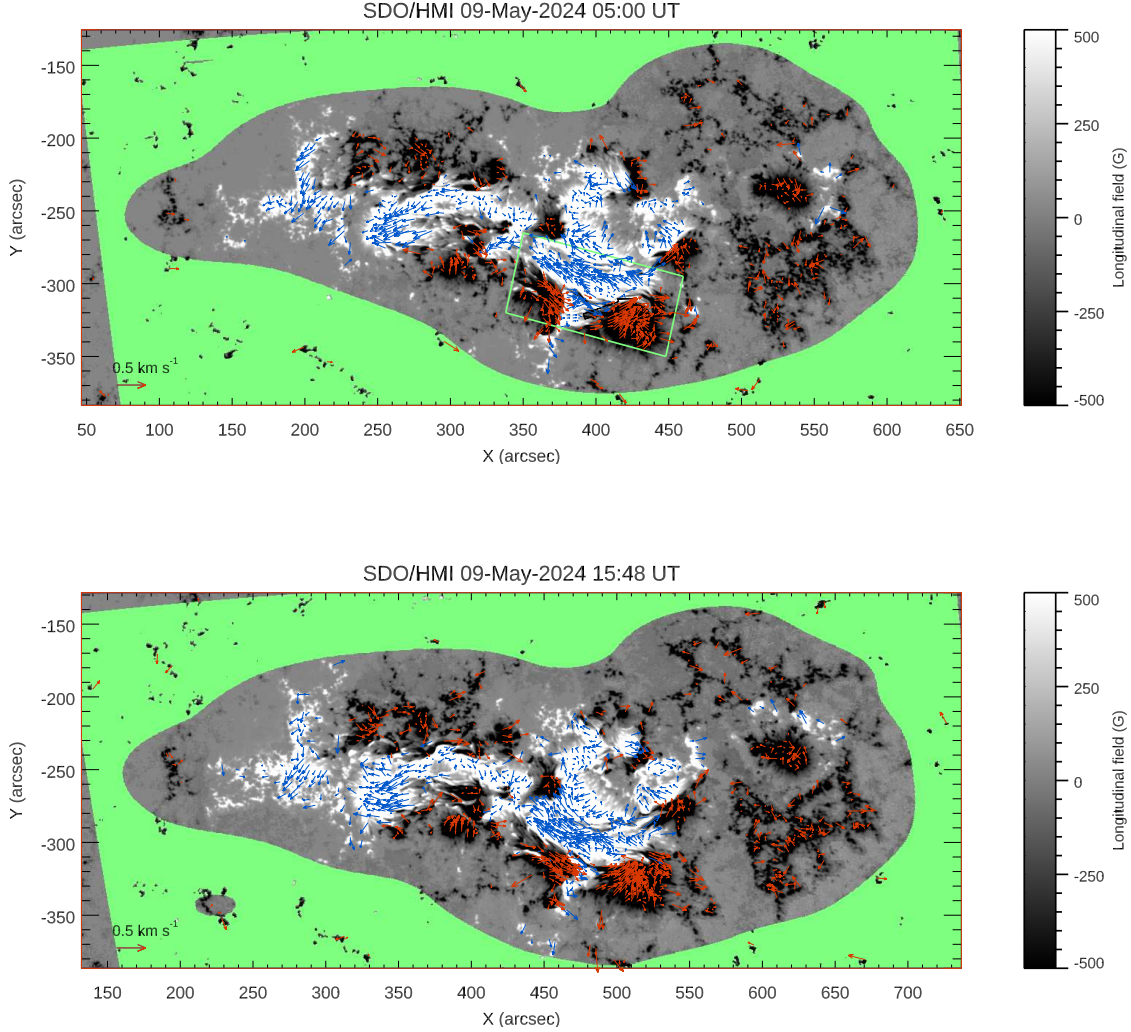 SDO/HMI 09-May-2024 05:00 UT
-150
-200
-250
-300
-350
Y (arcsec)
0.5 km s-1
50 100 150 200 250 300 350 400 450 500 550 600 650
X (arcsec)
500
250
0
-250
-500
Longitudinal field (G)
SDO/HMI 09-May-2024 15:48 UT
-150
-200
-250
-300
-350
Y (arcsec)
0.5 km s-1
150 200 250 300 350 400 450 500 550 600 650 700
X (arcsec)
500
250
0
-250
-500
Longitudinal field (G)